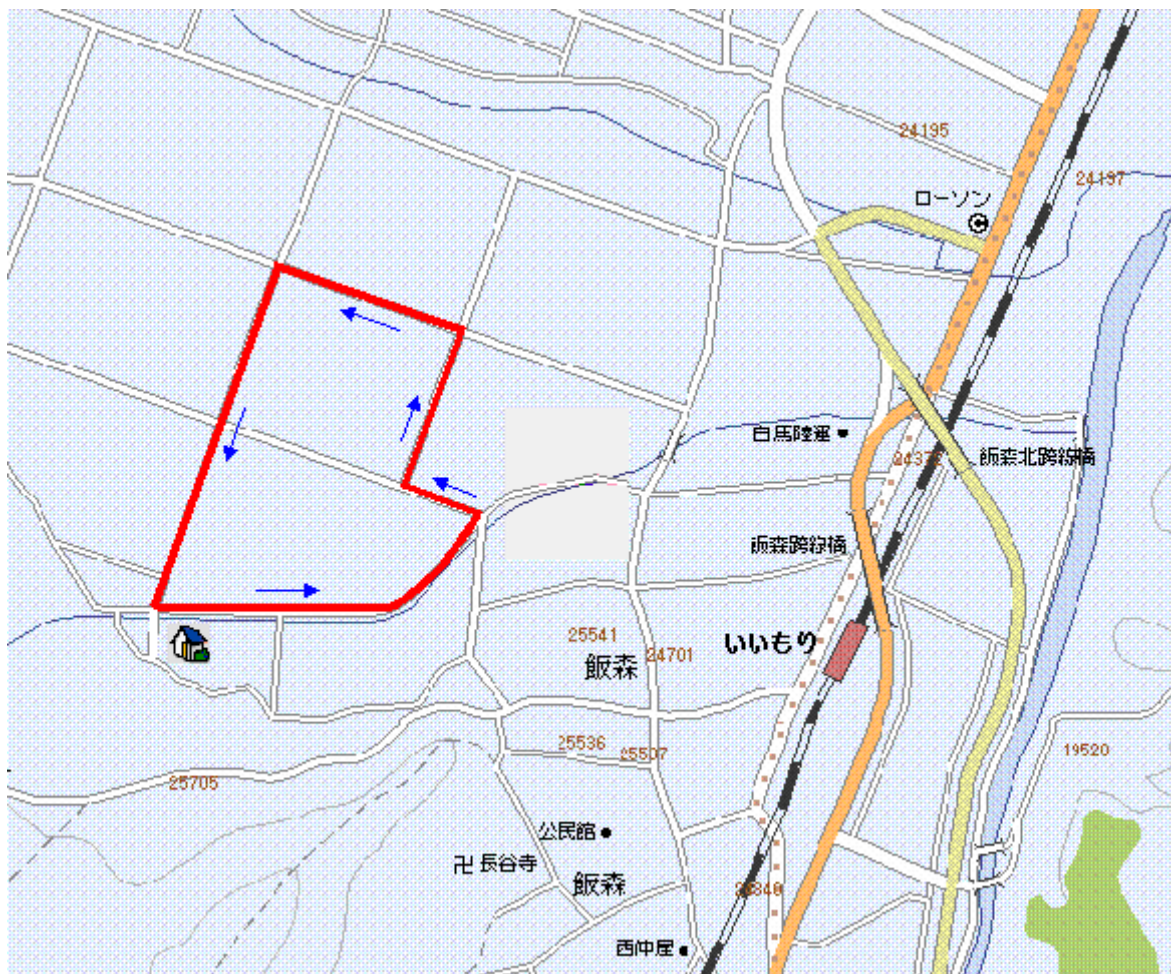 24195
24197
ローソン
白馬陸運
24372
飯森北跨線橋
飯森跨線橋
25541
24701
いいもり
飯森
25536
25507
19520
25705
公民館
卍 長谷寺
飯森
西仲屋